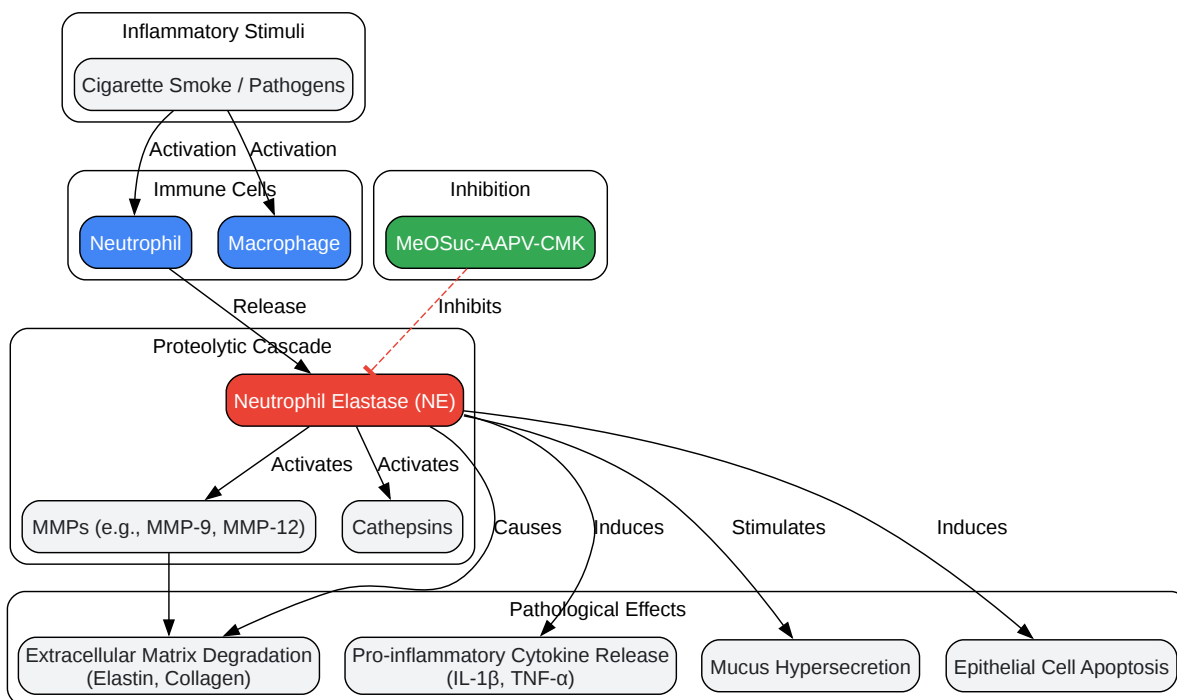 Inflammatory Stimuli
Cigarette Smoke / Pathogens
Activation
Activation
Immune Cells
Inhibition
Neutrophil
Macrophage
MeOSuc-AAPV-CMK
Release
Inhibits
Proteolytic Cascade
Neutrophil Elastase (NE)
Activates
Activates
MMPs (e.g., MMP-9, MMP-12)
Cathepsins
Causes
Induces
Stimulates
Induces
Pathological Effects
Extracellular Matrix Degradation
(Elastin, Collagen)
Pro-inflammatory Cytokine Release
(IL-1β, TNF-α)
Mucus Hypersecretion
Epithelial Cell Apoptosis